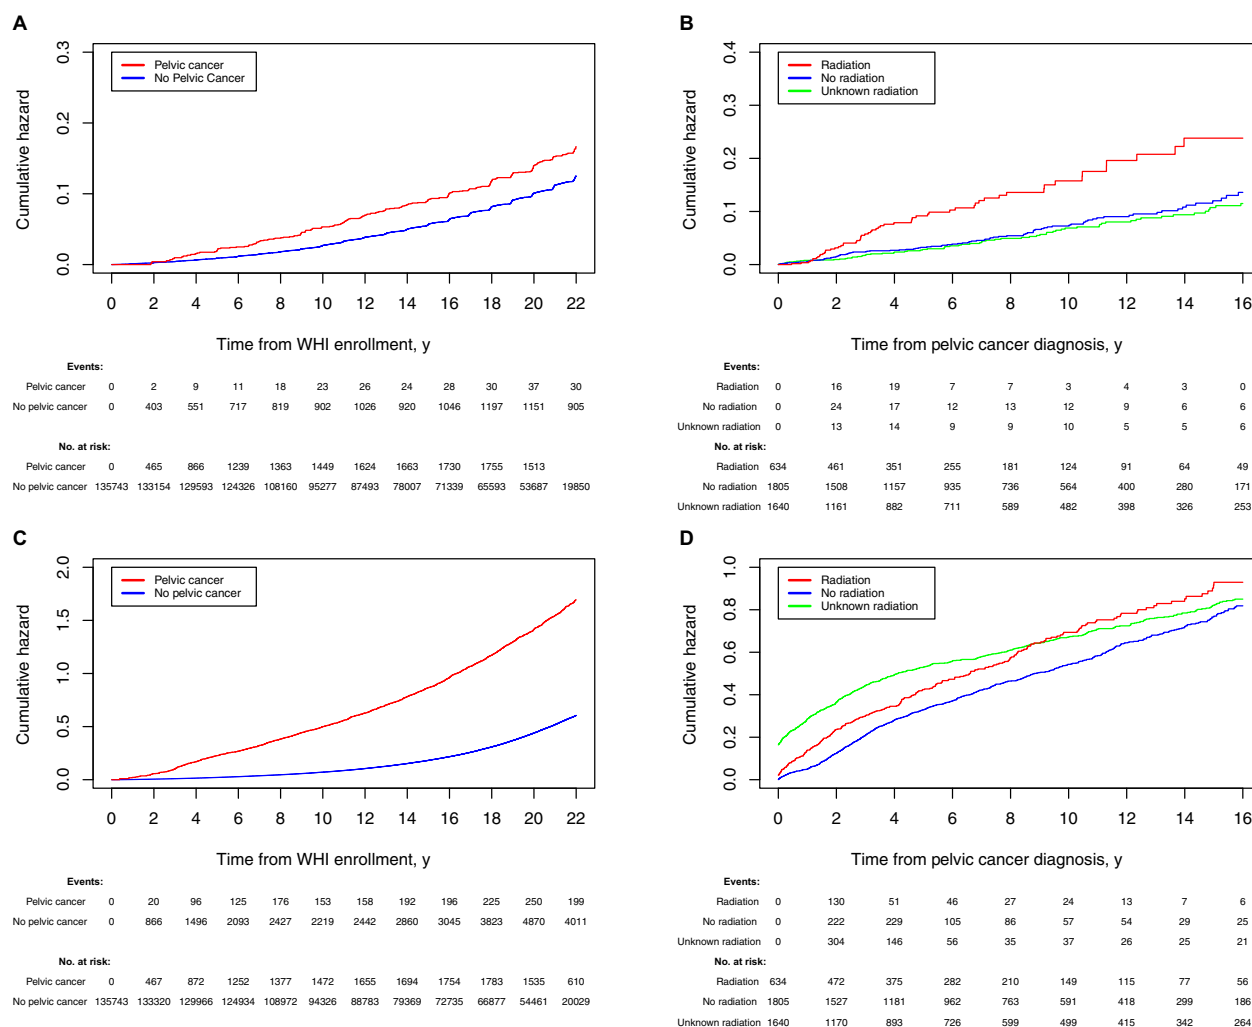 A
0.3
0.2
0.1
0.0
Cumulative hazard
Pelvic cancer
No Pelvic Cancer
0 2 4 6 8 10 12 14 16 18 20 22
Time from WHI enrollment, y
Events:
Pelvic cancer 0 2 9 11 18 23 26 24 28 30 37 30
No pelvic cancer 0 403 551 717 819 902 1026 920 1046 1197 1151 905
No. at risk:
Pelvic cancer 0 465 866 1239 1363 1449 1624 1663 1730 1755 1513
No pelvic cancer 135743 133154 129593 124326 108160 95277 87493 78007 71339 65593 53687 19850
B
0.4
0.3
0.2
0.1
0.0
Cumulative hazard
Radiation
No radiation
Unknown radiation
0 2 4 6 8 10 12 14 16
Time from pelvic cancer diagnosis, y
Events:
Radiation 0 16 19 7 7 3 4 3 0
No radiation 0 24 17 12 13 12 9 6 6
Unknown radiation 0 13 14 9 9 10 5 5 6
No. at risk:
Radiation 634 461 351 255 181 124 91 64 49
No radiation 1805 1508 1157 935 736 564 400 280 171
Unknown radiation 1640 1161 882 711 589 482 398 326 253
C
2.0
1.5
1.0
0.5
0.0
Cumulative hazard
Pelvic cancer
No pelvic cancer
0 2 4 6 8 10 12 14 16 18 20 22
Time from WHI enrollment, y
Events:
Pelvic cancer 0 20 96 125 176 153 158 192 196 225 250 199
No pelvic cancer 0 866 1496 2093 2427 2219 2442 2860 3045 3823 4870 4011
No. at risk:
Pelvic cancer 0 467 872 1252 1377 1472 1655 1694 1754 1783 1535 610
No pelvic cancer 135743 133320 129966 124934 108972 94326 88783 79369 72735 66877 54461 20029
D
1.0
0.8
0.6
0.4
0.2
0.0
Cumulative hazard
Radiation
No radiation
Unknown radiation
0 2 4 6 8 10 12 14 16
Time from pelvic cancer diagnosis, y
Events:
Radiation 0 130 51 46 27 24 13 7 6
No radiation 0 222 229 105 86 57 54 29 25
Unknown radiation 0 304 146 56 35 37 26 25 21
No. at risk:
Radiation 634 472 375 282 210 149 115 77 56
No radiation 1805 1527 1181 962 763 591 418 299 186
Unknown radiation 1640 1170 893 726 599 499 415 342 264